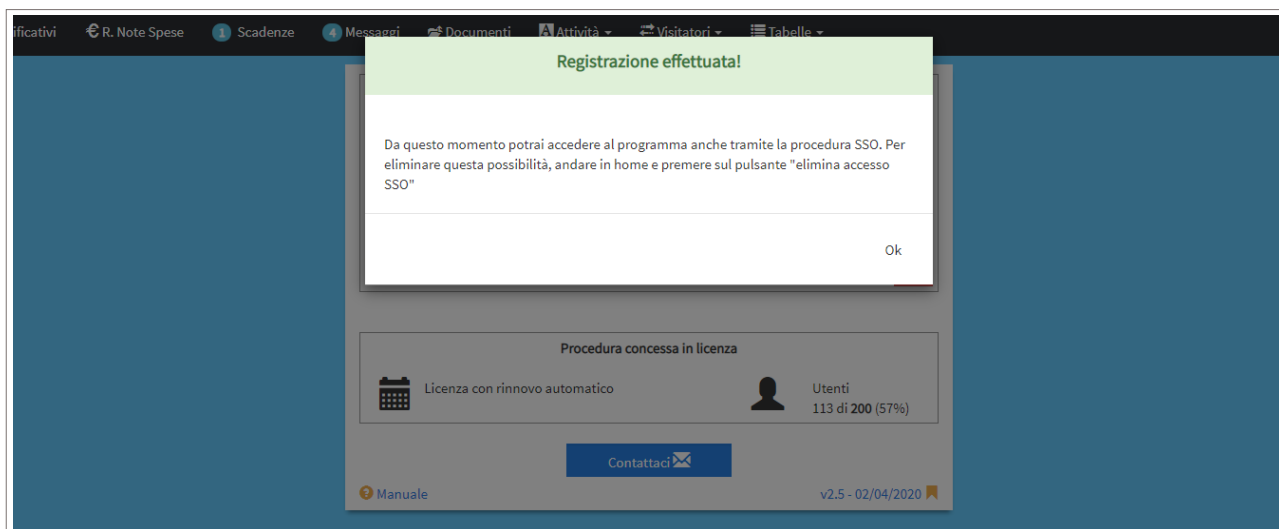 ificativi € R. Note Spese 1 Scadenze 4 Messaggi Documenti A Attività Visitatori Tabelle
Registrazione effettuata!
Da questo momento potrai accedere al programma anche tramite la procedura SSO. Per
eliminare questa possibilità, andare in home e premere sul pulsante "elimina accesso
SSO"
Ok
Procedura concessa in licenza
Licenza con rinnovo automatico
Utenti
113 di 200 (57%)
Contattaci
Manuale
v2.5 - 02/04/2020